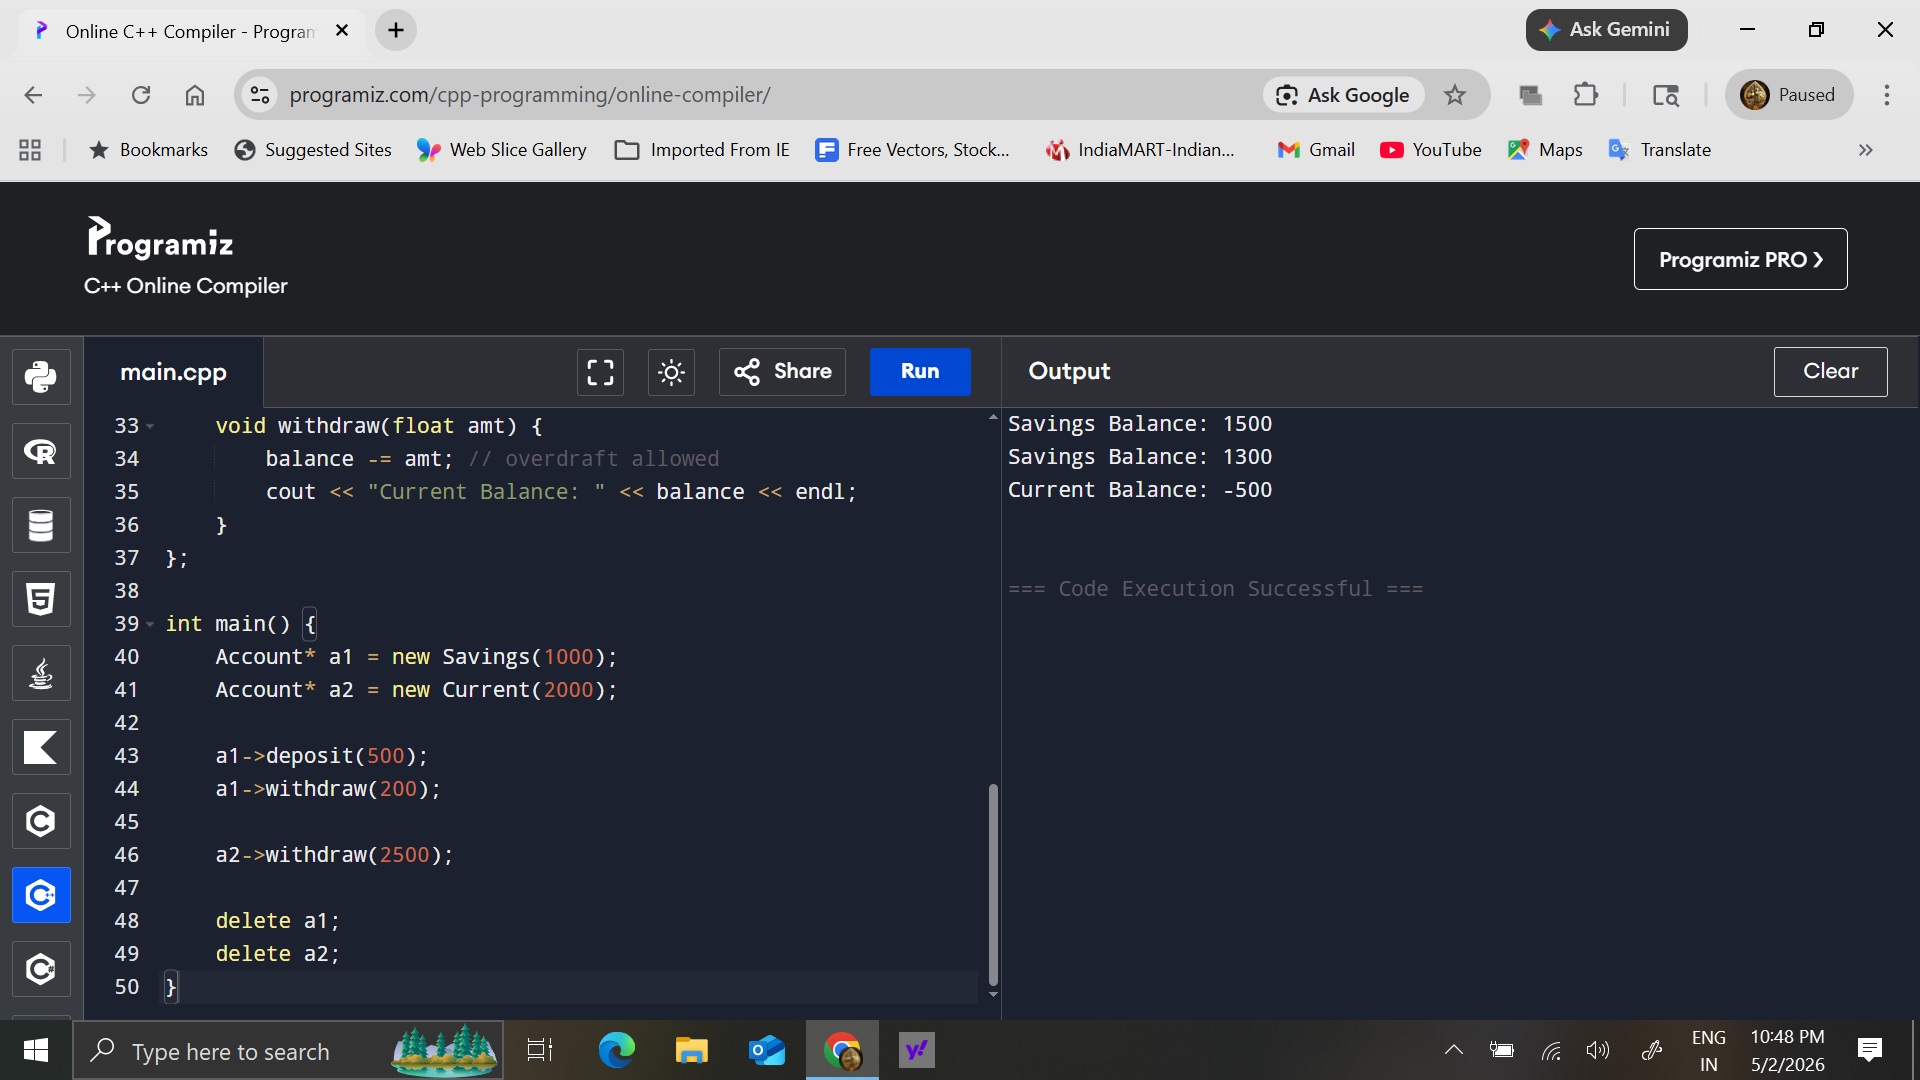 Online C++ Compiler - Program
Ask Gemini
programiz.com/cpp-programming/online-compiler/
Ask Google
Paused
Bookmarks
Suggested Sites
Web Slice Gallery
Imported From IE
Free Vectors, Stock...
IndiaMART-Indian...
Gmail
YouTube
Maps
Translate
Programiz
C++ Online Compiler
Programiz PRO ❯
main.cpp
Share
Run
Output
Clear
33 void withdraw(float amt) {
34 balance -= amt; // overdraft allowed
35 cout << "Current Balance: " << balance << endl;
36 }
37 };
38
39 int main() {
40 Account* a1 = new Savings(1000);
41 Account* a2 = new Current(2000);
42
43 a1->deposit(500);
44 a1->withdraw(200);
45
46 a2->withdraw(2500);
47
48 delete a1;
49 delete a2;
50 }
Savings Balance: 1500
Savings Balance: 1300
Current Balance: -500
=== Code Execution Successful ===
Type here to search
ENG
IN
10:48 PM
5/2/2026